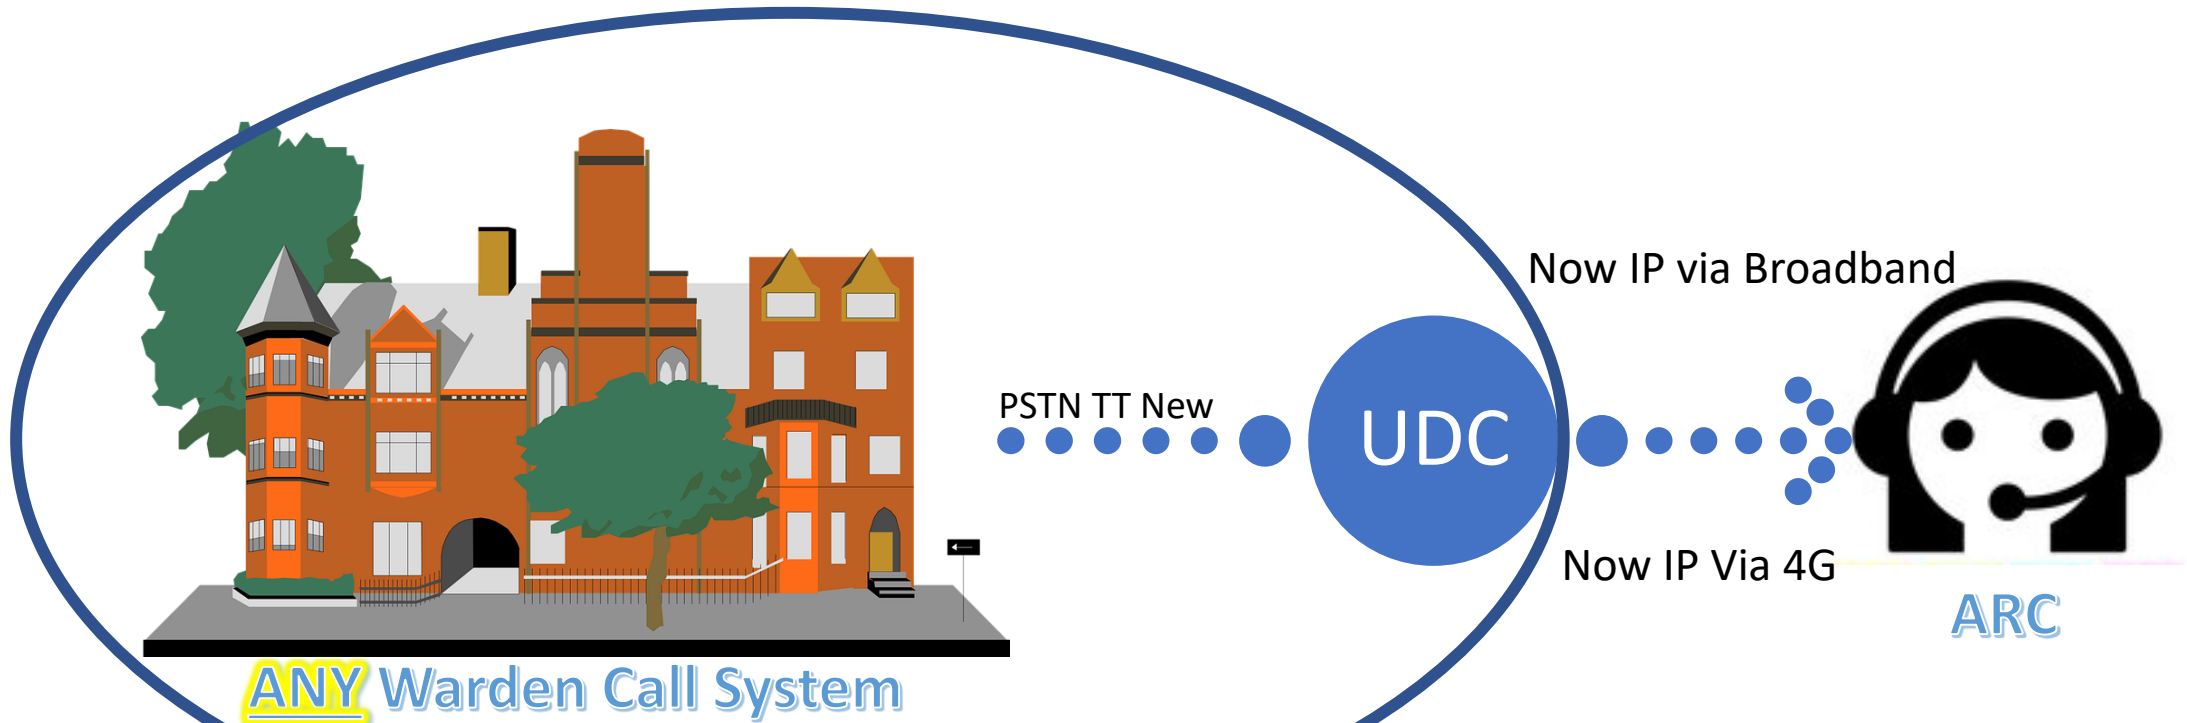 Now IP via Broadband
PSTN TT New
UDC
Now IP Via 4G
ARC
ANY Warden Call System